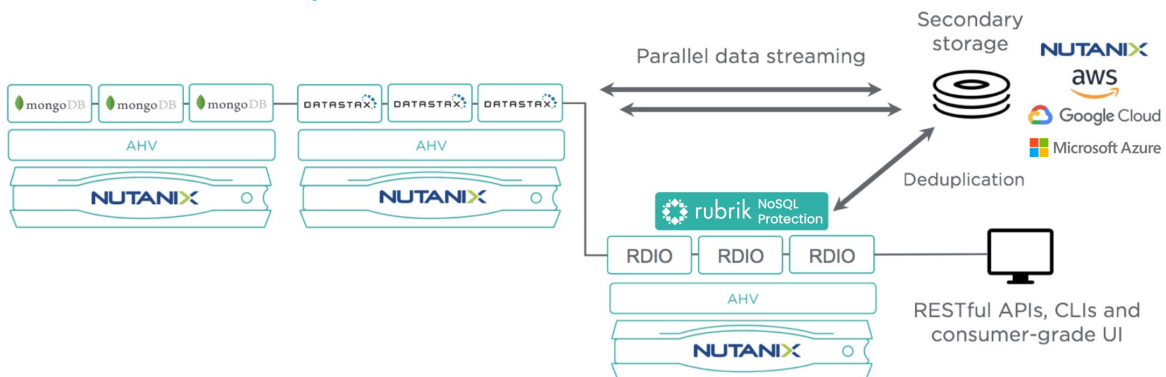 Secondary
storage
Parallel data streaming
NUTANIX
aws
Google Cloud
Microsoft Azure
mongoDB mongoDB mongoDB DATASTAX DATASTAX DATASTAX
AHV AHV
NUTANIX NUTANIX
Deduplication
rubrik NoSQL
Protection
RDIO RDIO RDIO
AHV
NUTANIX
RESTful APIs, CLIs and
consumer-grade UI